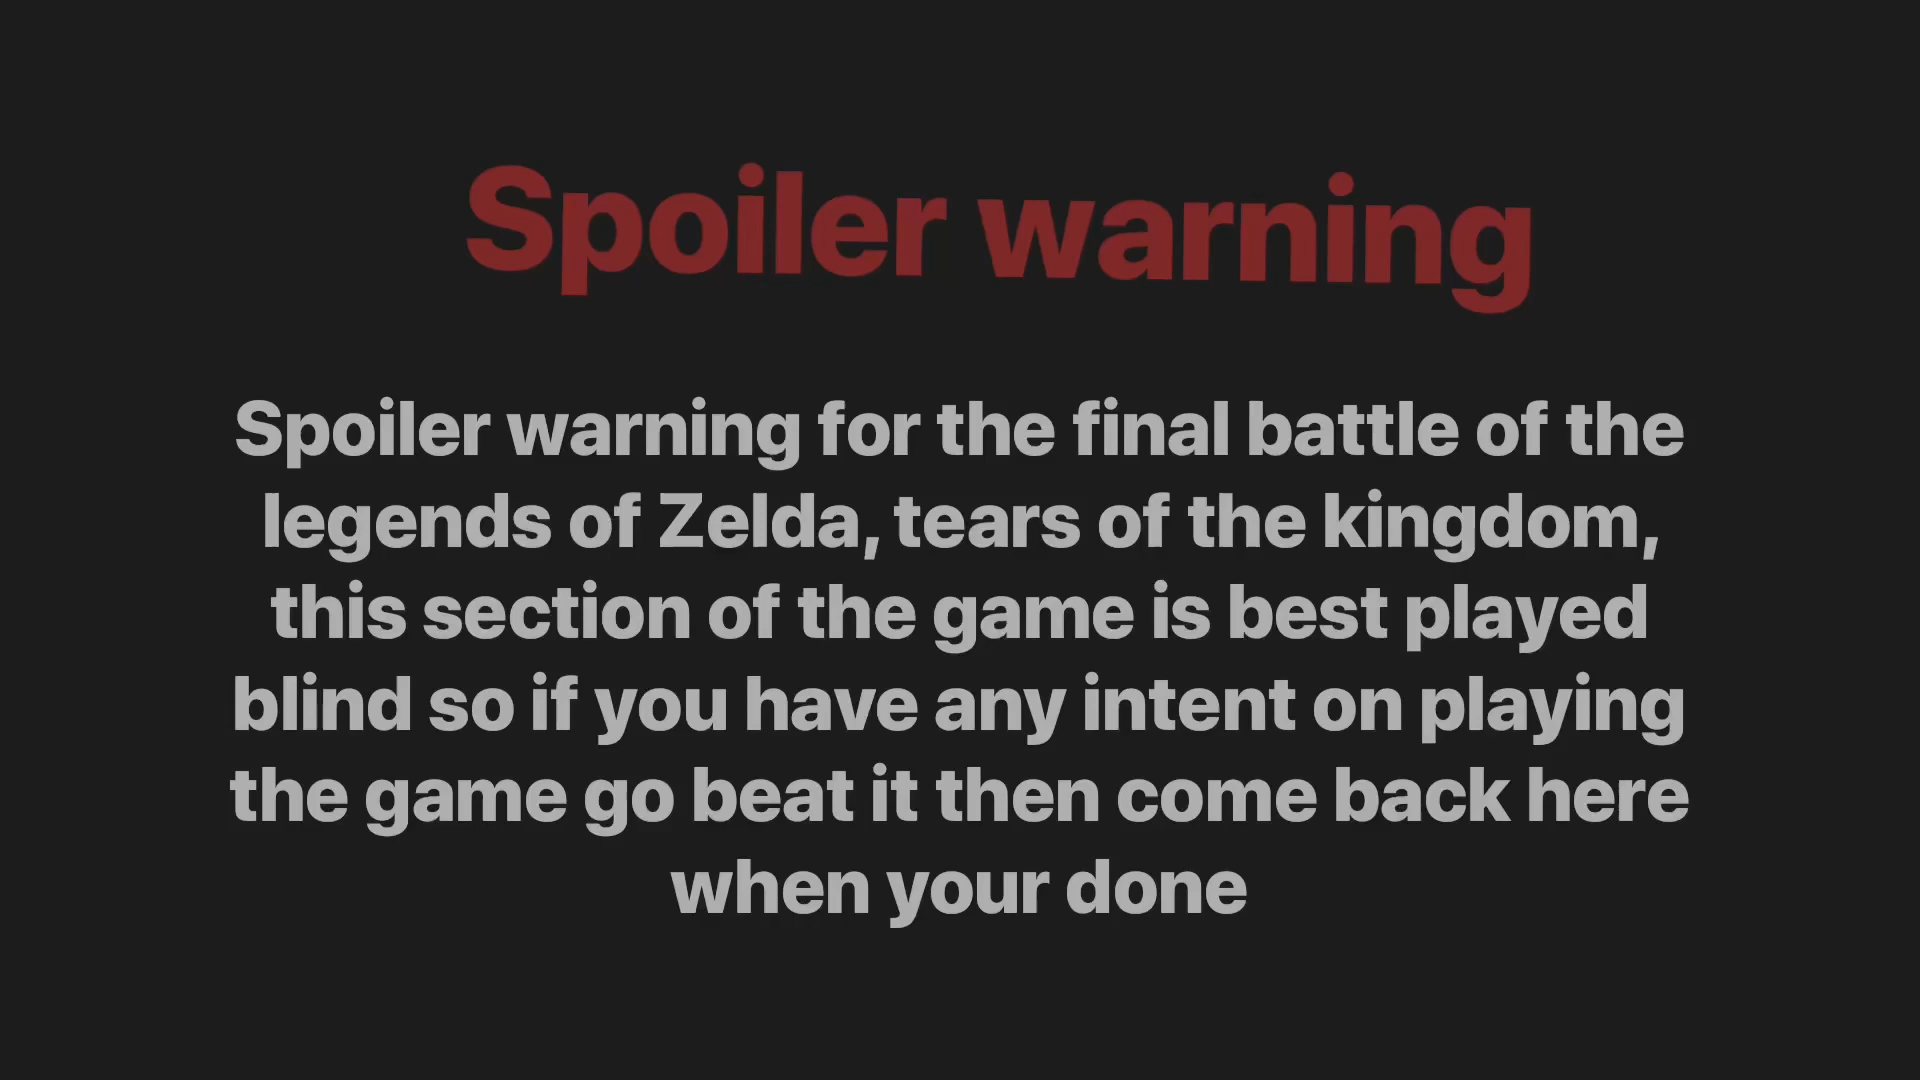 Spoiler warning
Spoiler warning for the final battle of the
legends of Zelda, tears of the kingdom,
this section of the game is best played
blind so if you have any intent on playing
the game go beat it then come back here
when your done